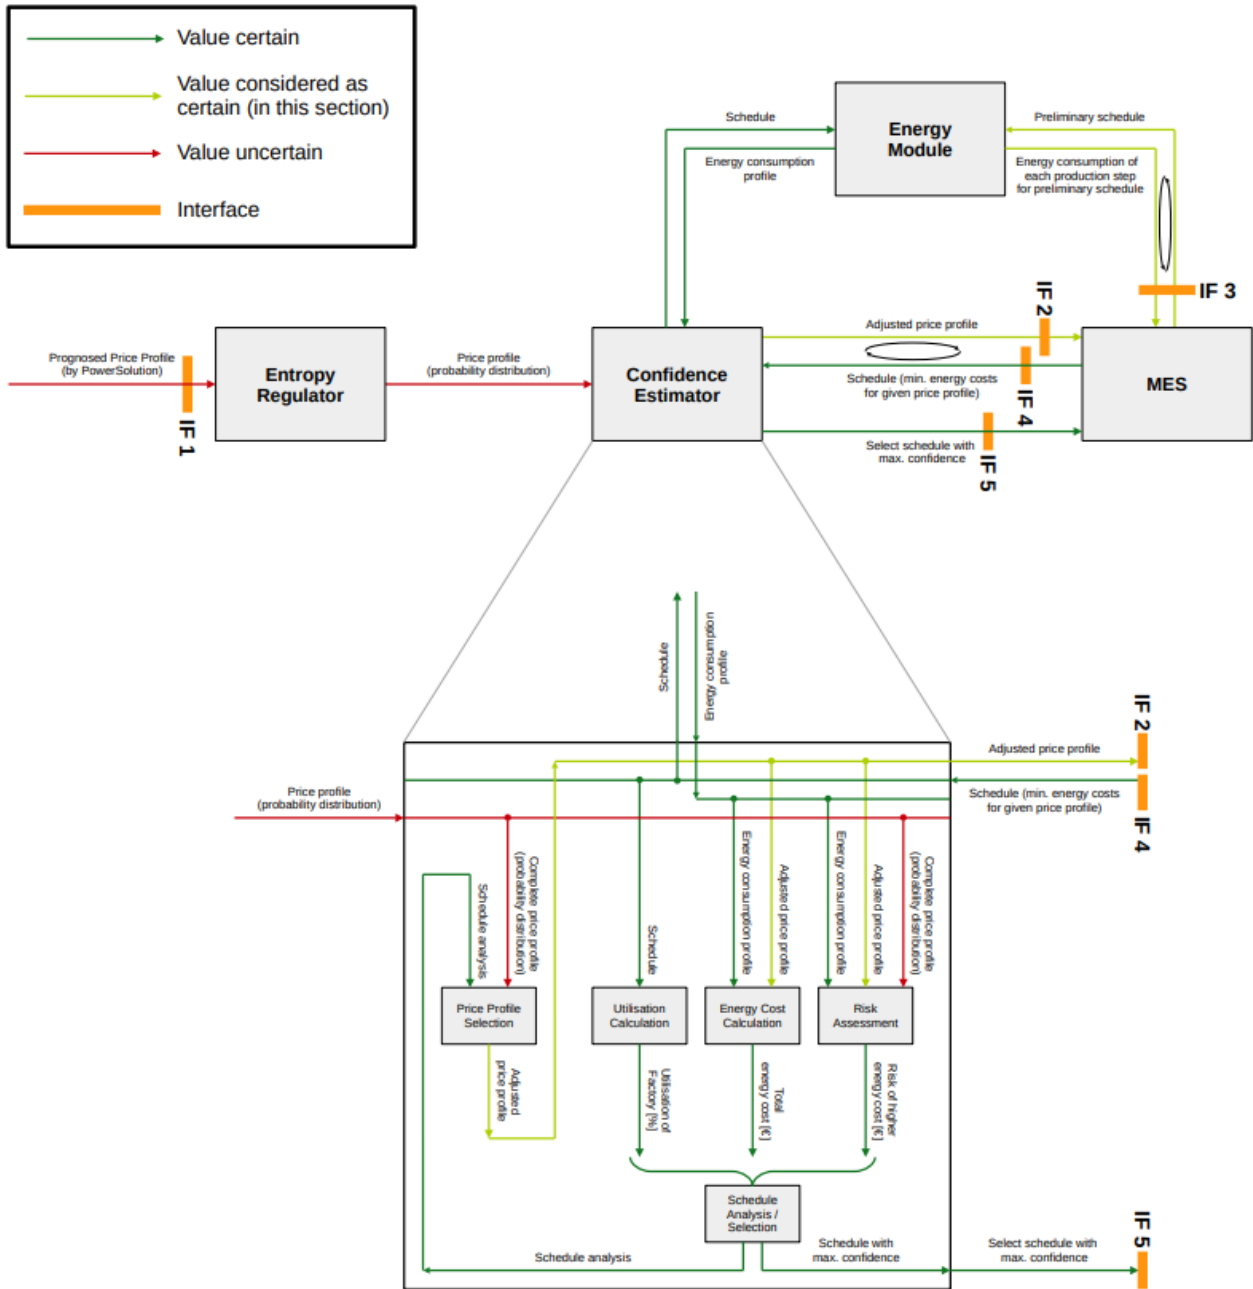 Value certain
Value considered as
certain (in this section)
Value uncertain
Interface
Schedule
Energy consumption
profile
Energy
Module
Preliminary schedule
Energy consumption of
each production step
for preliminary schedule
IF 3
Prognosed Price Profile
(by PowerSolution)
IF 1
Entropy
Regulator
Price profile
(probability distribution)
Confidence
Estimator
Adjusted price profile
IF 2
Schedule (min. energy costs
for given price profile)
IF 4
Select schedule with
max. confidence
IF 5
MES
Schedule
Energy consumption
profile
Adjusted price profile
IF 2
Schedule (min. energy costs
for given price profile)
IF 4
Price profile
(probability distribution)
Schedule analysis
Complete price profile
(probability distribution)
Schedule
Energy consumption profile
Adjusted price profile
Energy consumption profile
Adjusted price profile
Complete price profile
(probability distribution)
Price Profile
Selection
Utilisation
Calculation
Energy Cost
Calculation
Risk
Assessment
Adjusted
price profile
Utilisation of
Factory [%]
Total
energy cost [€]
Risk of higher
energy cost [€]
Schedule
Analysis /
Selection
Schedule analysis
Schedule with
max. confidence
Select schedule with
max. confidence
IF 5